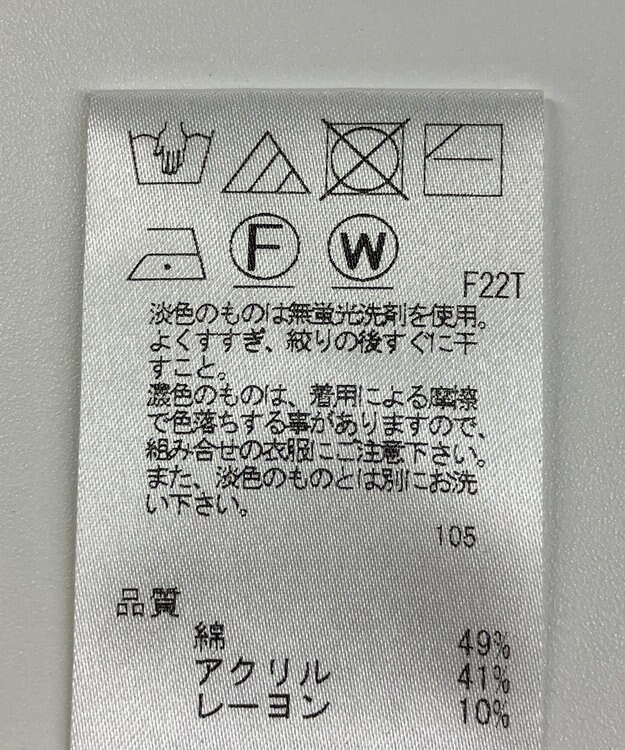 F
W
F22T
淡色のものは無蛍光洗剤を使用。
よくすすぎ、絞りの後すぐに干
すこと。
濃色のものは、着用による摩擦
で色落ちする事がありますので、
組み合せの衣服にご注意下さい。
また、淡色のものとは別にお洗
い下さい。
105
品質
綿 49%
アクリル 41%
レーヨン 10%